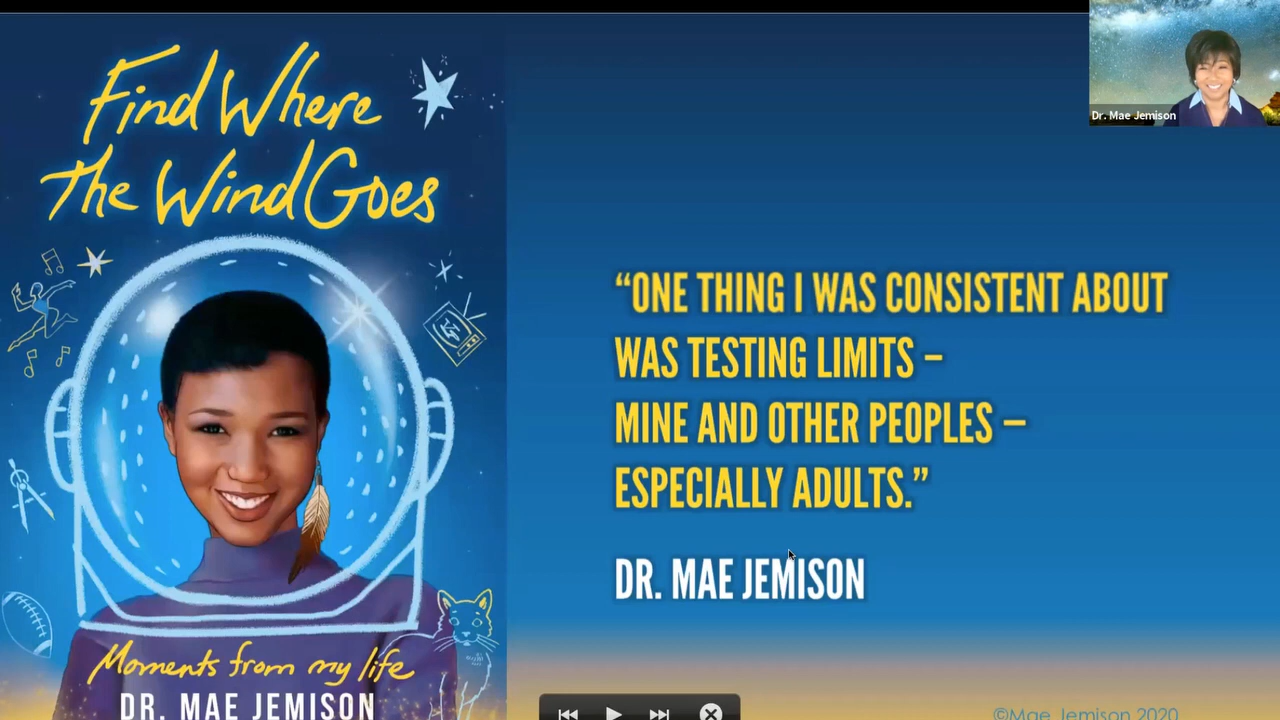 Find Where
the Wind Goes
Moments from my life
DR. MAE JEMISON
“ONE THING I WAS CONSISTENT ABOUT
WAS TESTING LIMITS –
MINE AND OTHER PEOPLES –
ESPECIALLY ADULTS.”
DR. MAE JEMISON
Dr. Mae Jemison
©Mae Jemison 2020